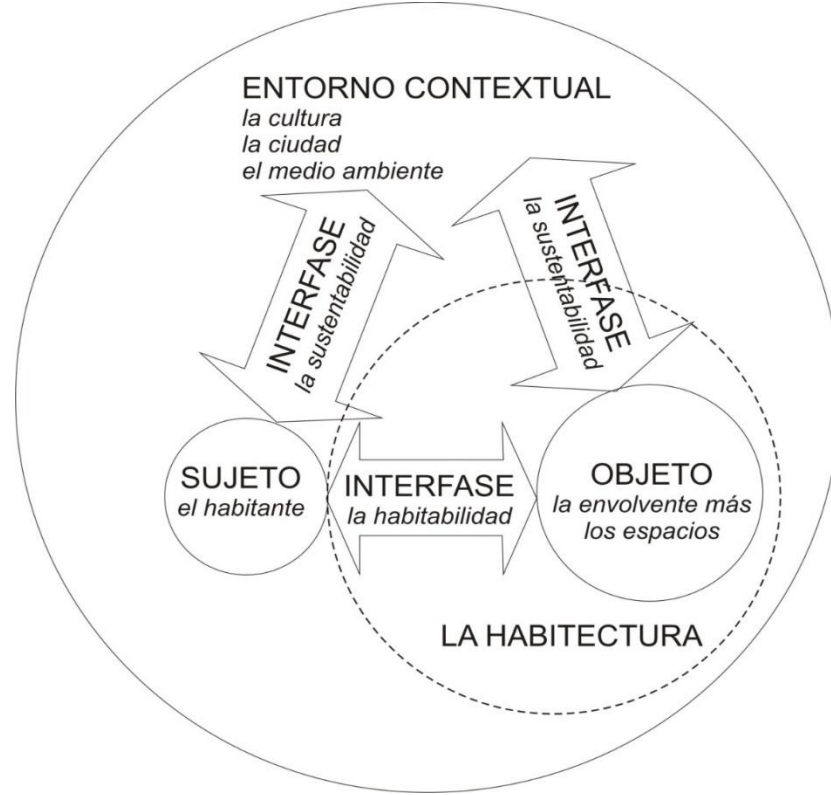 ENTORNO CONTEXTUAL
la cultura
la ciudad
el medio ambiente
INTERFASE
la sustentabilidad
INTERFASE
la sustentabilidad
SUJETO
el habitante
INTERFASE
la habitabilidad
OBJETO
la envolvente más
los espacios
LA HABITECTURA